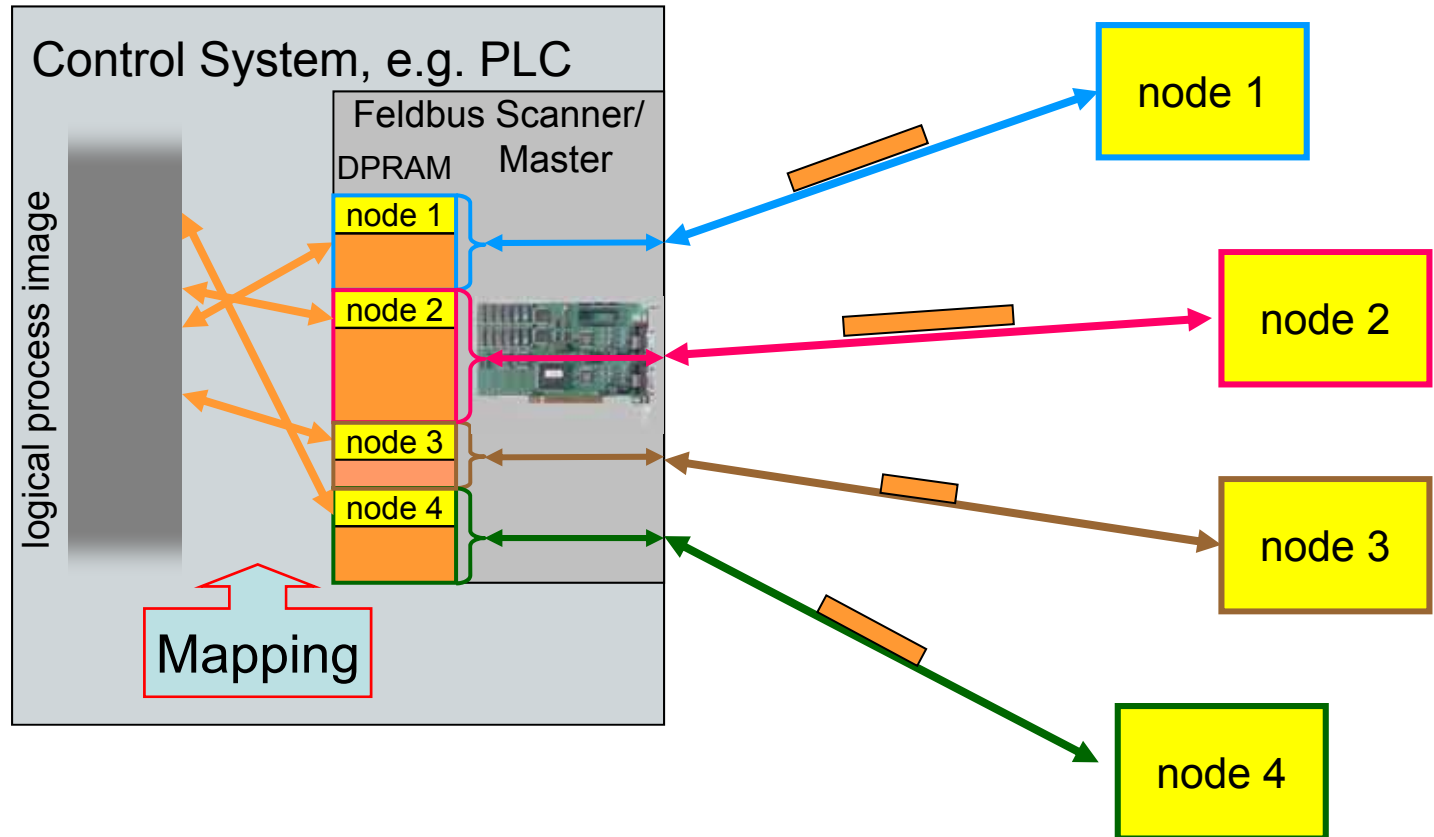 Control System, e.g. PLC
Feldbus Scanner/
Master
DPRAM
logical process image
node 1
node 2
node 3
node 4
Mapping
node 1
node 2
node 3
node 4